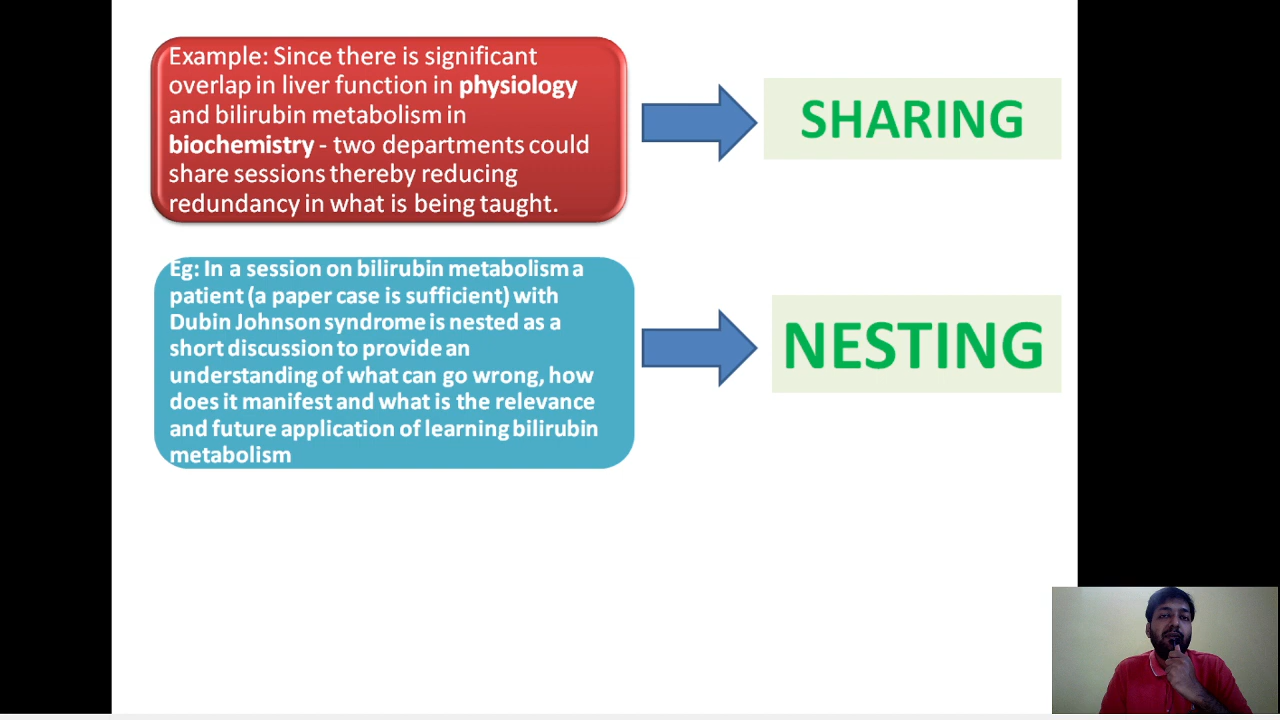 Example: Since there is significant
overlap in liver function in physiology
and bilirubin metabolism in
biochemistry - two departments could
share sessions thereby reducing
redundancy in what is being taught.
SHARING
Eg: In a session on bilirubin metabolism a
patient (a paper case is sufficient) with
Dubin Johnson syndrome is nested as a
short discussion to provide an
understanding of what can go wrong, how
does it manifest and what is the relevance
and future application of learning bilirubin
metabolism
NESTING